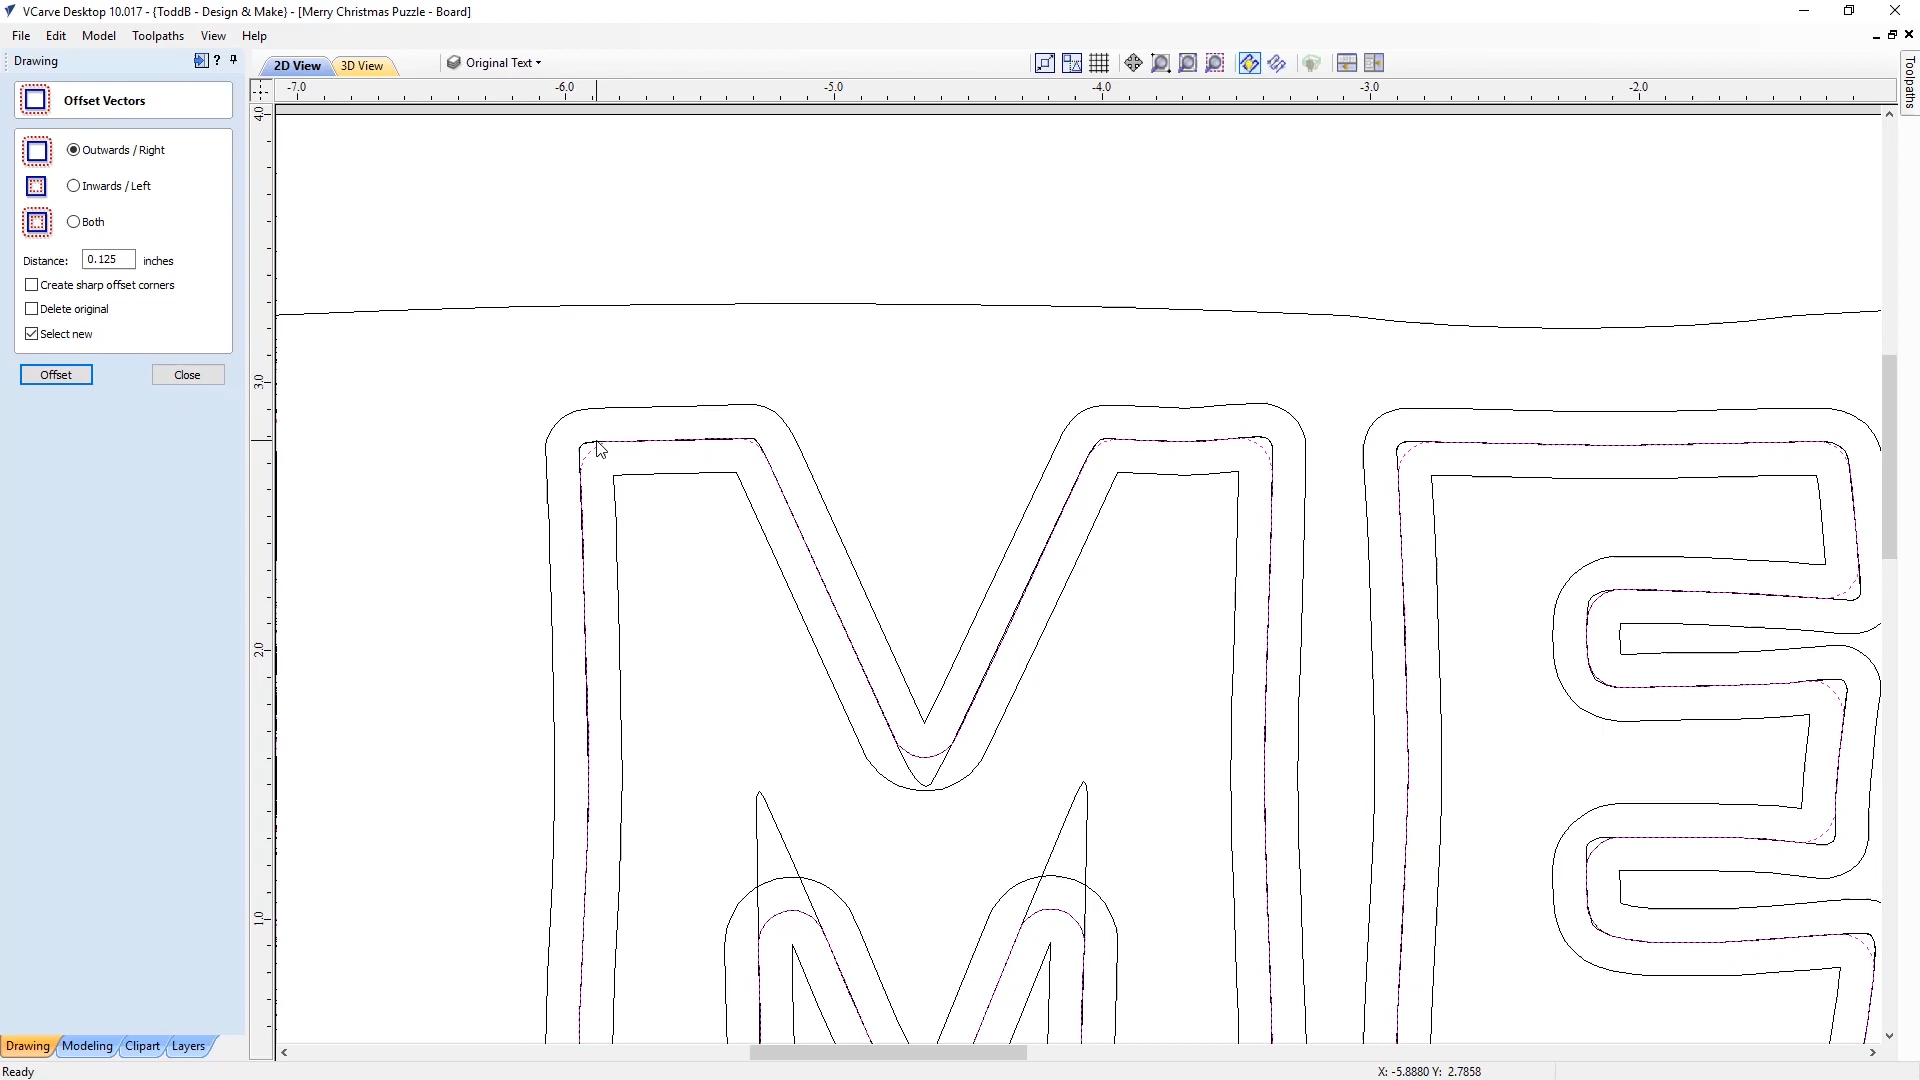 VCarve Desktop 10.017 - {ToddB - Design & Make} - [Merry Christmas Puzzle - Board]
File Edit Model Toolpaths View Help
Drawing ?
2D View 3D View Original Text
Toolpaths
-7.0 -6.0 -5.0 -4.0 -3.0 -2.0
4.0
3.0
2.0
1.0
Offset Vectors
Outwards / Right
Inwards / Left
Both
Distance: 0.125 inches
Create sharp offset corners
Delete original
Select new
Offset Close
Drawing Modeling Clipart Layers
Ready X: -5.8880 Y: 2.7858